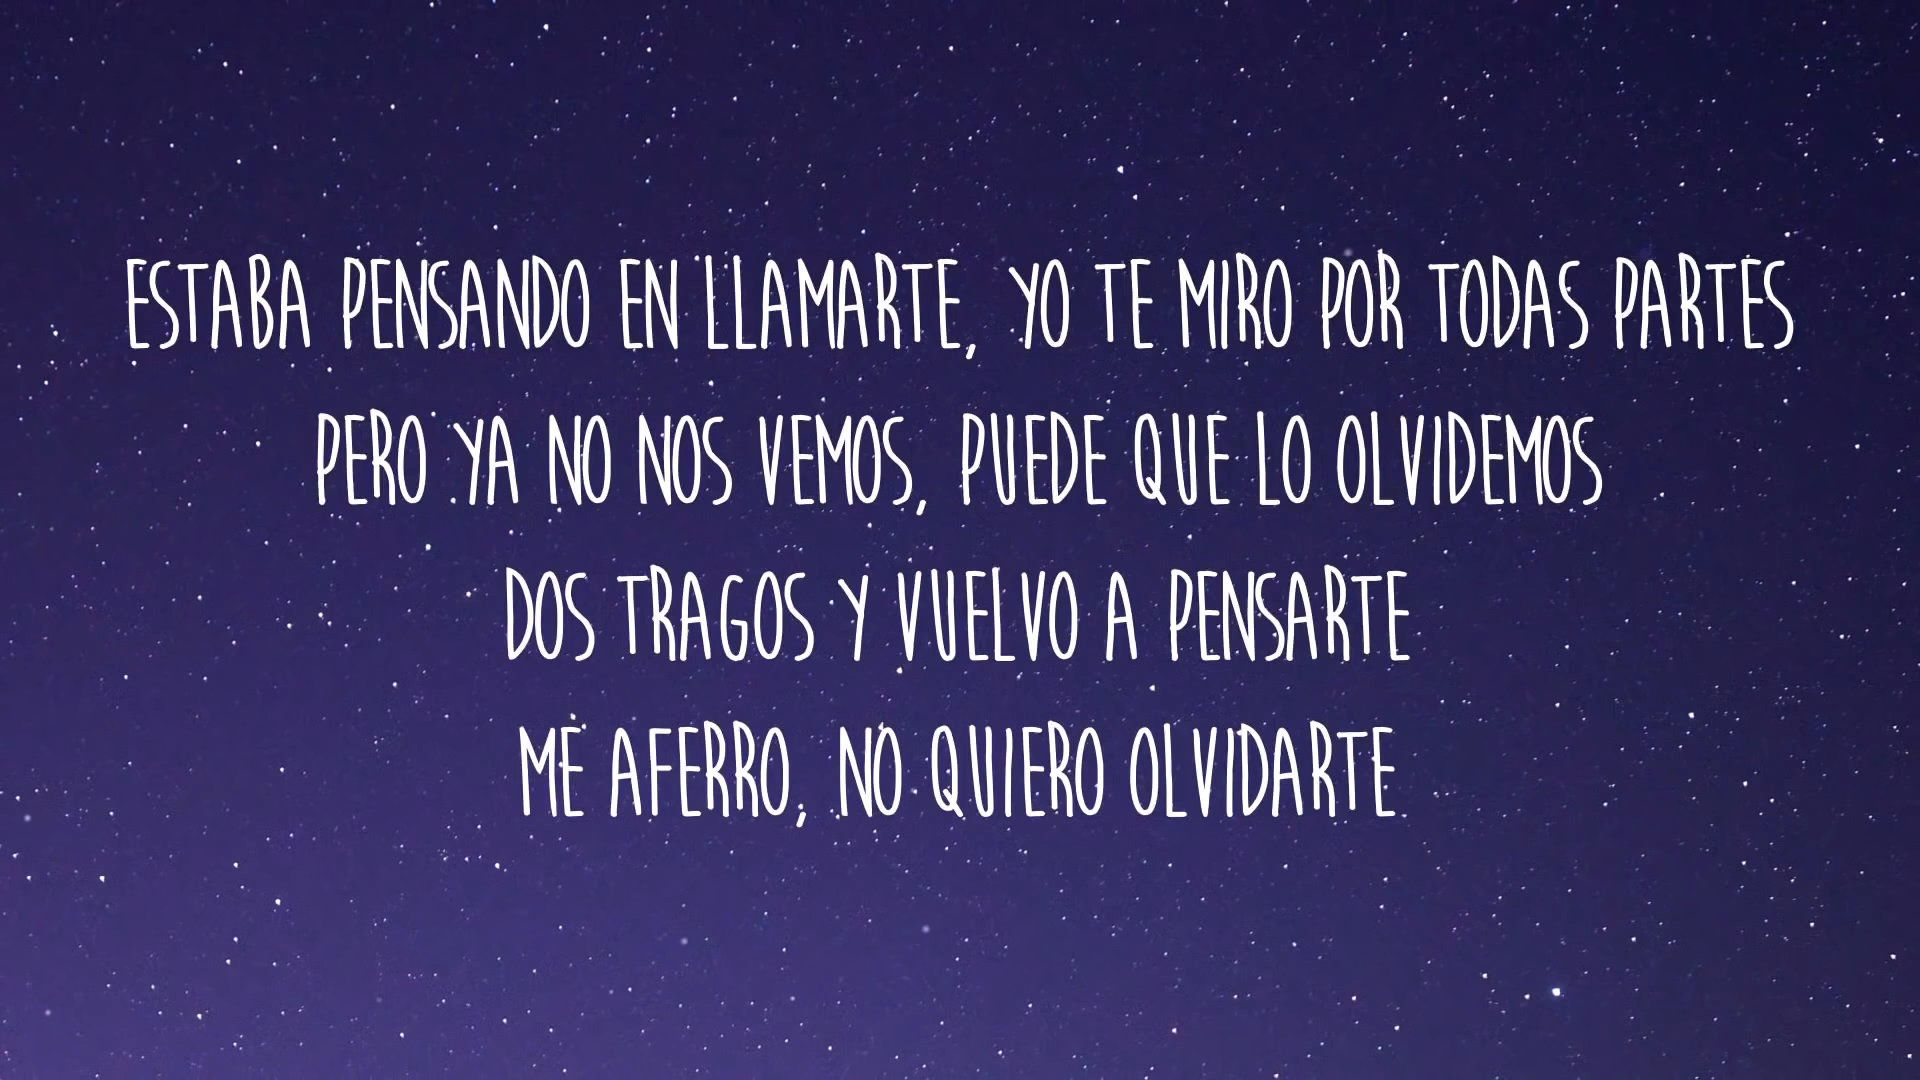 ESTABA PENSANDO EN LLAMARTE, YO TE MIRO POR TODAS PARTES
PERO YA NO NOS VEMOS, PUEDE QUE LO OLVIDEMOS
DOS TRAGOS Y VUELVO A PENSARTE
ME AFERRO, NO QUIERO OLVIDARTE